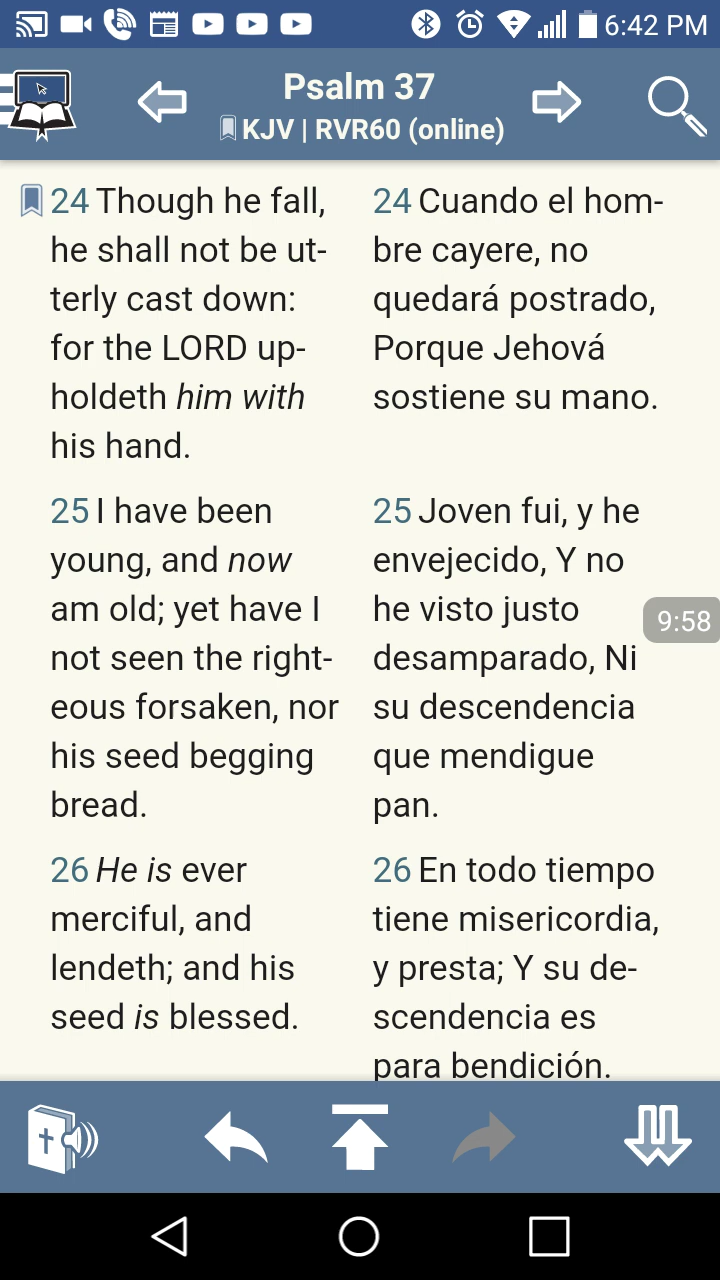 6:42 PM
Psalm 37
KJV | RVR60 (online)
24 Though he fall,
he shall not be ut-
terly cast down:
for the LORD up-
holdeth him with
his hand.
25 I have been
young, and now
am old; yet have I
not seen the right-
eous forsaken, nor
his seed begging
bread.
26 He is ever
merciful, and
lendeth; and his
seed is blessed.
24 Cuando el hom-
bre cayere, no
quedará postrado,
Porque Jehová
sostiene su mano.
25 Joven fui, y he
envejecido, Y no
he visto justo
desamparado, Ni
su descendencia
que mendigue
pan.
26 En todo tiempo
tiene misericordia,
y presta; Y su de-
scendencia es
para bendición.
9:58